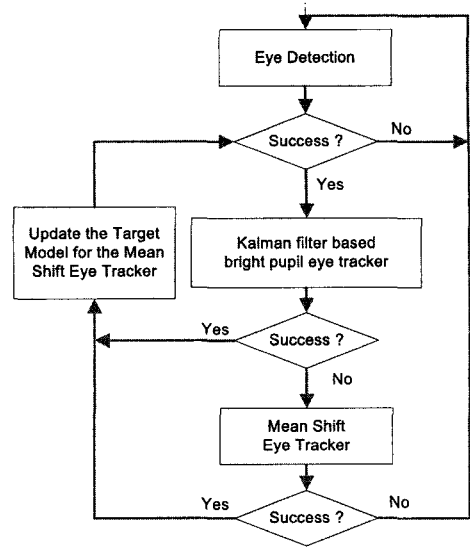 Eye Detection
Success ?
No
Yes
Update the Target
Model for the Mean
Shift Eye Tracker
Kalman filter based
bright pupil eye tracker
Yes
Success ?
No
Mean Shift
Eye Tracker
Yes
Success ?
No